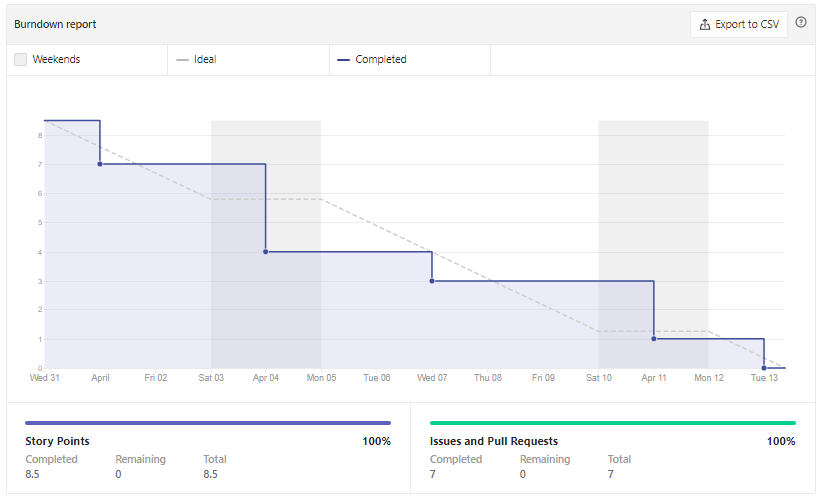 Burndown report
Export to CSV
Weekends
Ideal
Completed
8
7
6
5
4
3
2
1
0
Wed 31 April Fri 02 Sat 03 Apr 04 Mon 05 Tue 06 Wed 07 Thu 08 Fri 09 Sat 10 Apr 11 Mon 12 Tue 13
Story Points 100%
Completed Remaining Total
8.5 0 8.5
Issues and Pull Requests 100%
Completed Remaining Total
7 0 7